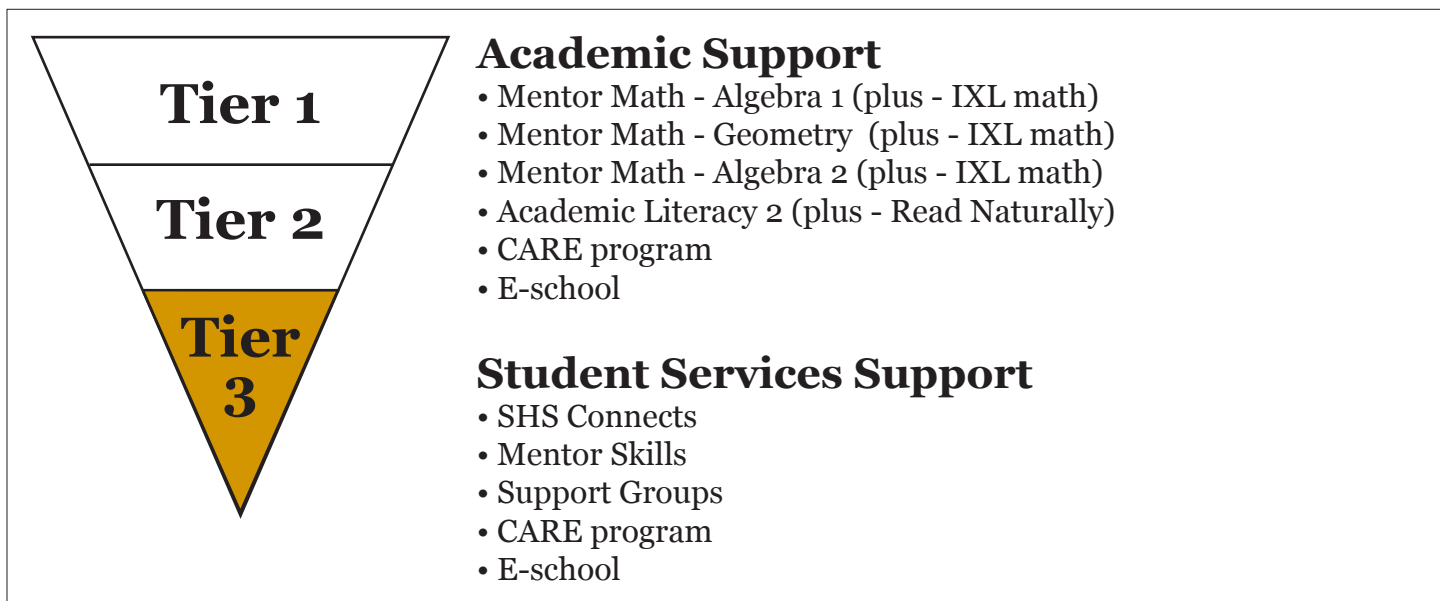 Tier 1
Tier 2
Tier
3
Academic Support
• Mentor Math - Algebra 1 (plus - IXL math)
• Mentor Math - Geometry  (plus - IXL math)
• Mentor Math - Algebra 2 (plus - IXL math)
• Academic Literacy 2 (plus - Read Naturally)
• CARE program
• E-school
Student Services Support
• SHS Connects
• Mentor Skills
• Support Groups
• CARE program
• E-school